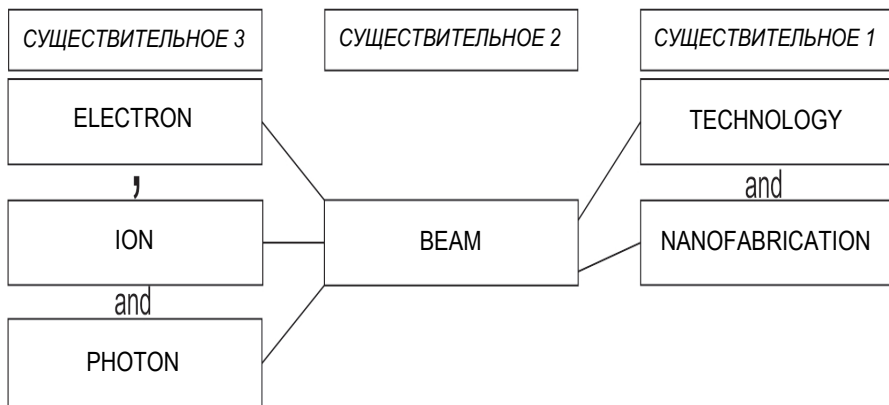 СУЩЕСТВИТЕЛЬНОЕ 3 СУЩЕСТВИТЕЛЬНОЕ 2 СУЩЕСТВИТЕЛЬНОЕ 1
ELECTRON TECHNOLOGY
,
and
ION BEAM NANOFABRICATION
and
PHOTON